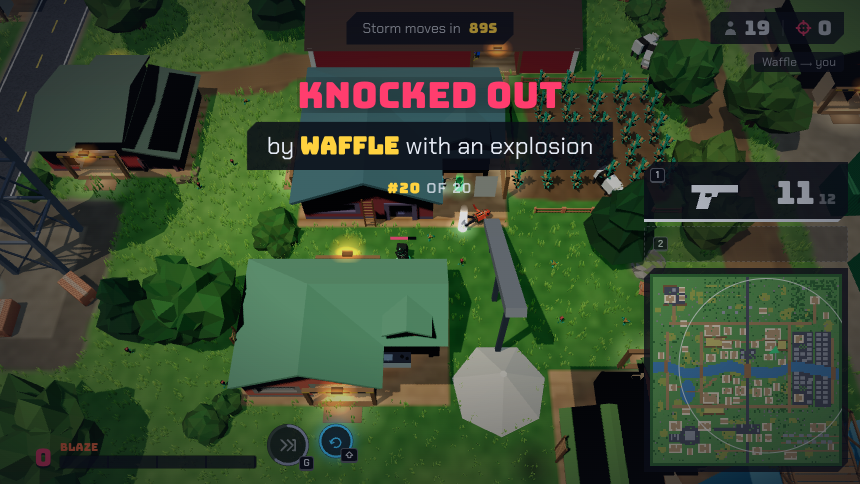 Storm moves in 89S
19 0
Waffle → you
KNOCKED OUT
by WAFFLE with an explosion
#20 OF 20
1
11 12
2
BLAZE
0
G